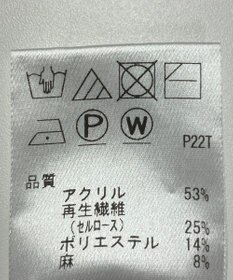 P W P22T
品質
アクリル 53%
再生繊維
(セルロース) 25%
ポリエステル 14%
麻 8%